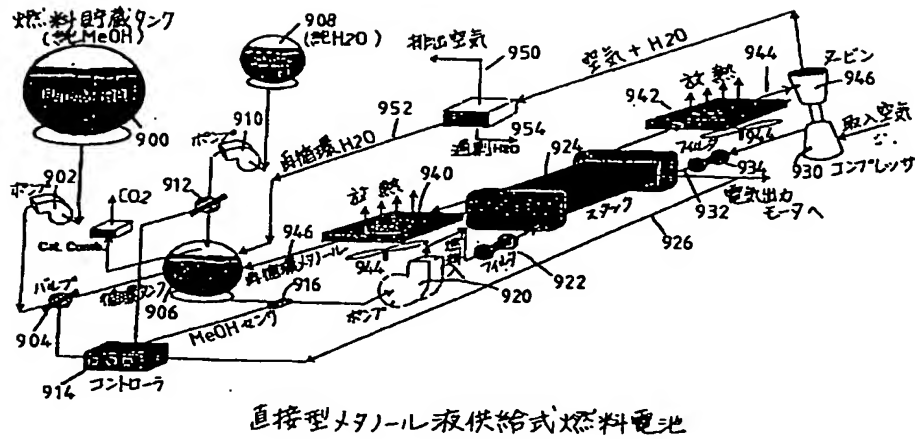 燃料貯蔵タンク
(純MeOH)
900
908
(純H2O)
排出空気
950
空気+H2O
タービン
944
946
放熱
942
取入空気
ポンプ
910
952
再循環H2O
954
過剰H2O
924
フィルタ
944
934
930
コンプレッサ
932
電気出力
モータへ
926
ポンプ
902
CO2
912
放熱
940
スタック
Cat. Comb.
946
再循環メタノール
944
916
フィルタ
922
920
ポンプ
バルブ
904
循環タンク
906
MeOHセンサ
914
コントローラ
直接型メタノール液供給式燃料電池